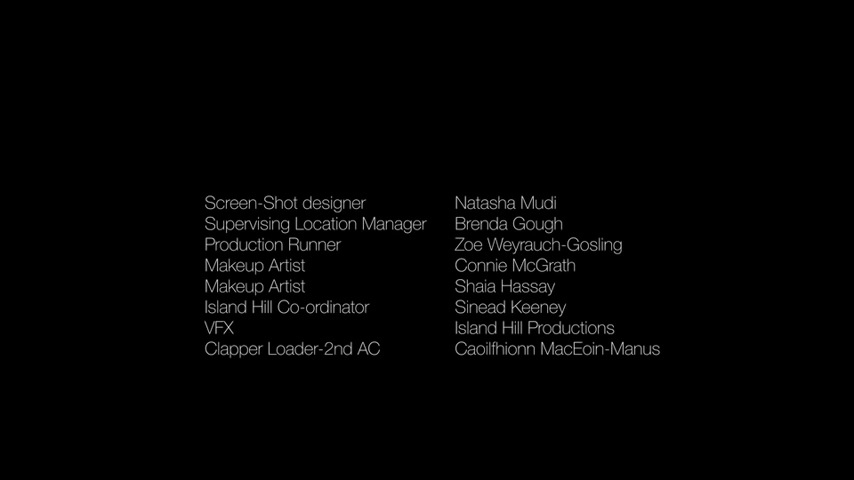 Screen-Shot designer Natasha Mudi
Supervising Location Manager Brenda Gough
Production Runner Zoe Weyrauch-Gosling
Makeup Artist Connie McGrath
Makeup Artist Shaia Hassay
Island Hill Co-ordinator Sinead Keeney
VFX Island Hill Productions
Clapper Loader-2nd AC Caoilfhionn MacEoin-Manus